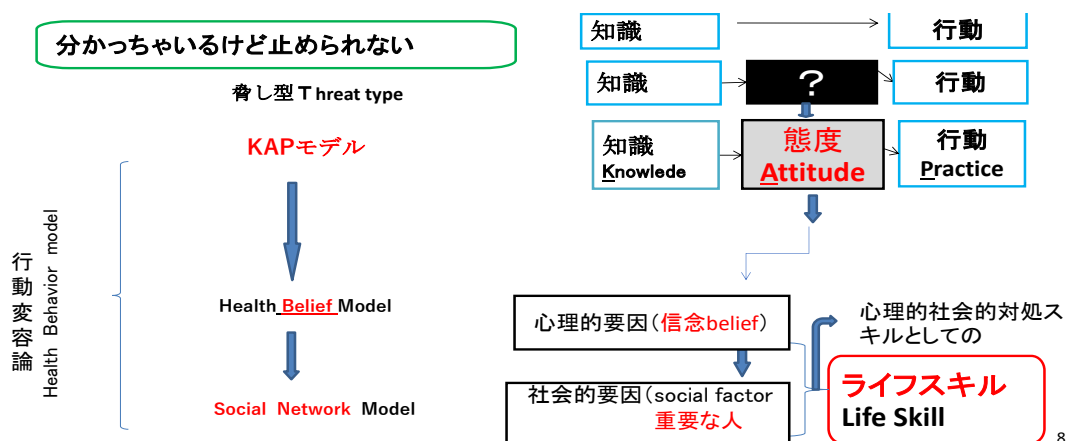 分かっちゃいるけど止められない
脅し型Threat type
KAPモデル
行動変容論
Health Behavior model
Health Belief Model
Social Network Model
知識
行動
知識
?
行動
知識
Knowlede
態度
Attitude
行動
Practice
心理的要因(信念belief)
社会的要因(social factor
重要な人
心理的社会的対処ス
キルとしての
ライフスキル
Life Skill
8